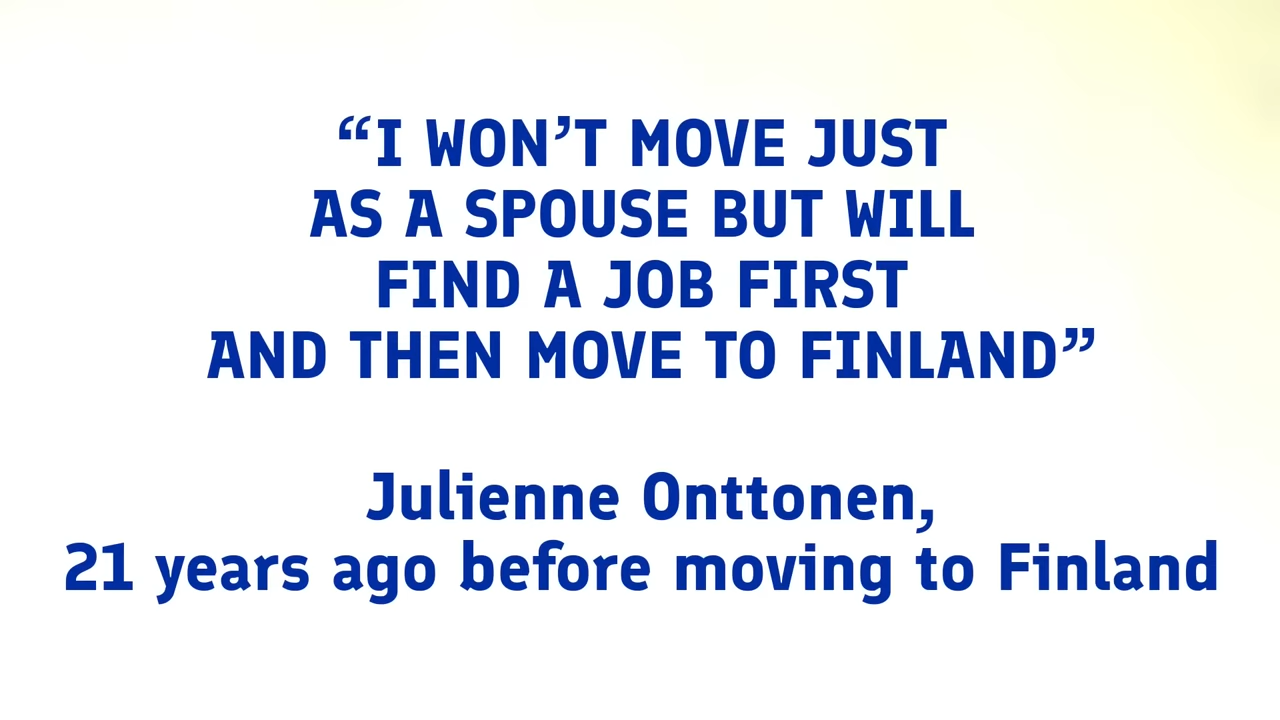 “I WON’T MOVE JUST
AS A SPOUSE BUT WILL
FIND A JOB FIRST
AND THEN MOVE TO FINLAND”
Julienne Onttonen,
21 years ago before moving to Finland